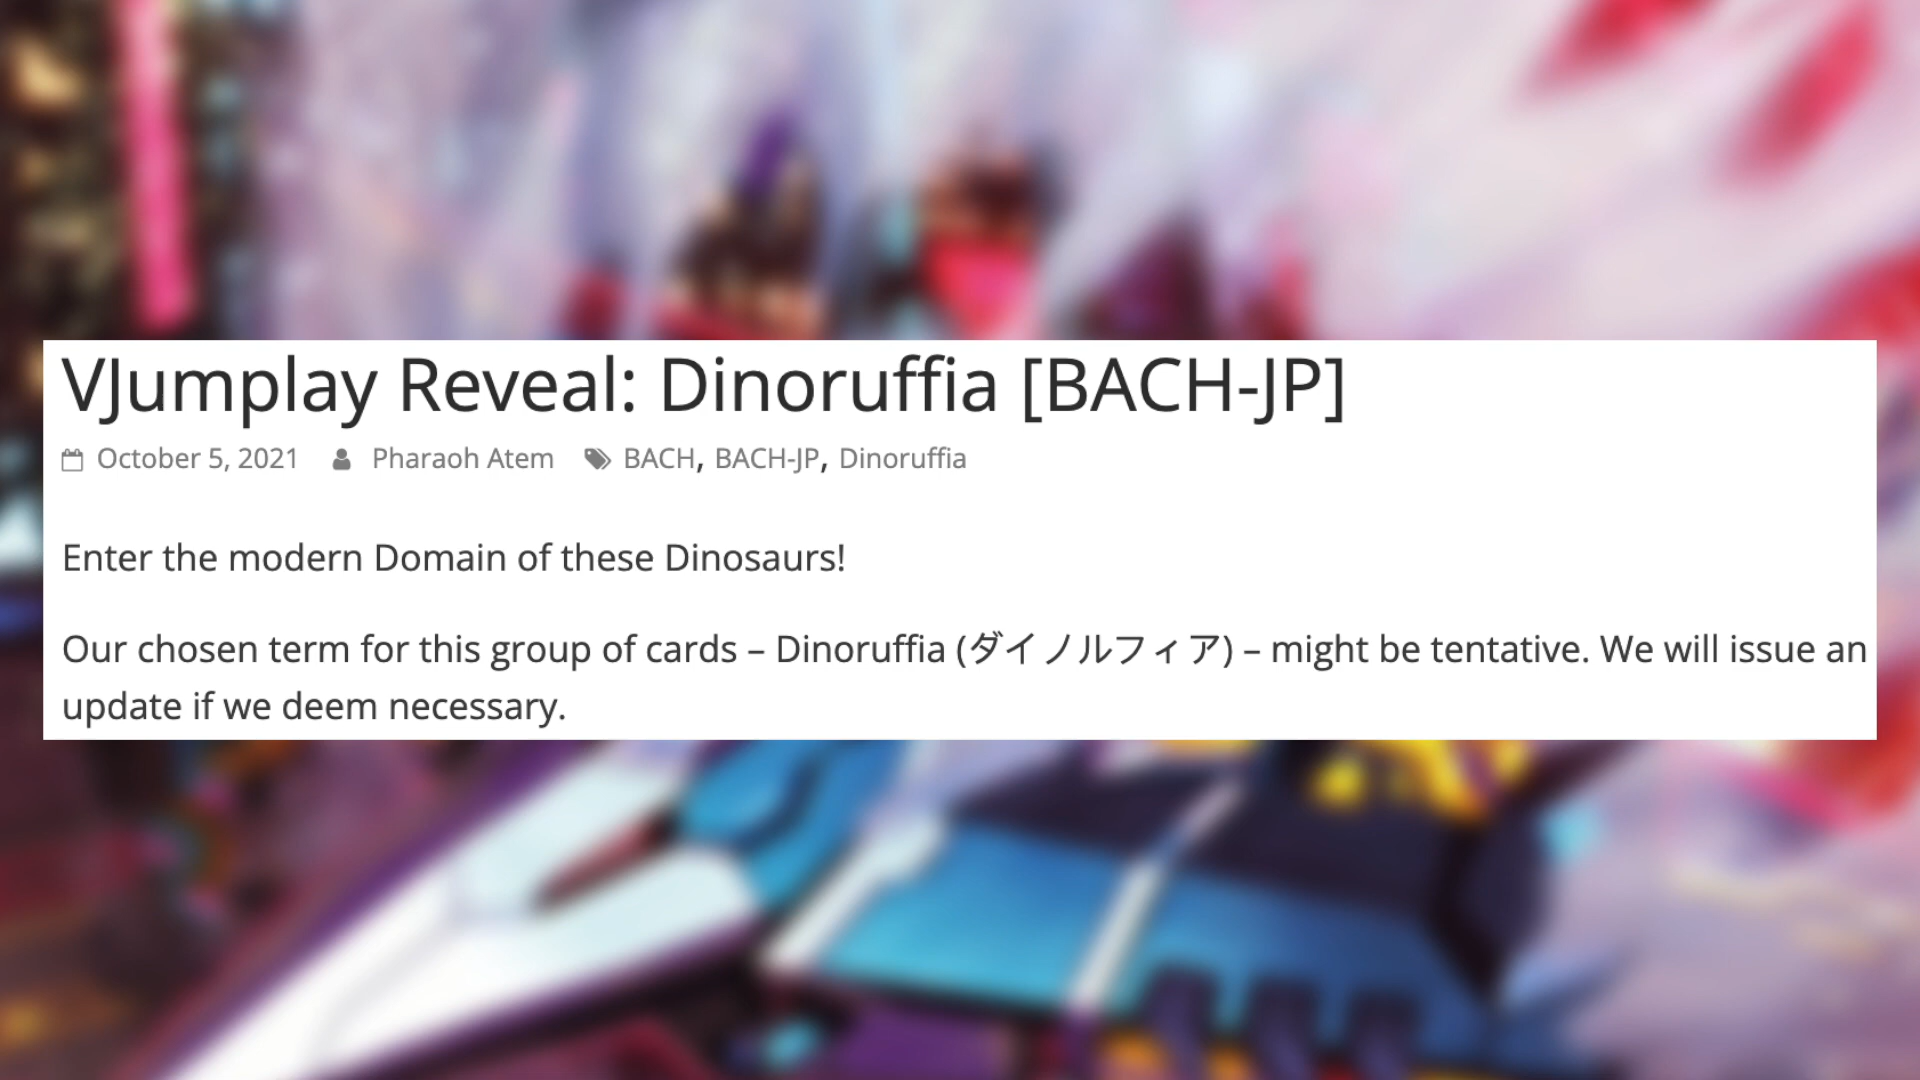 VJumplay Reveal: Dinoruffia [BACH-JP]
October 5, 2021 Pharaoh Atem BACH, BACH-JP, Dinoruffia
Enter the modern Domain of these Dinosaurs!
Our chosen term for this group of cards – Dinoruffia (ダイノルフィア) – might be tentative. We will issue an
update if we deem necessary.